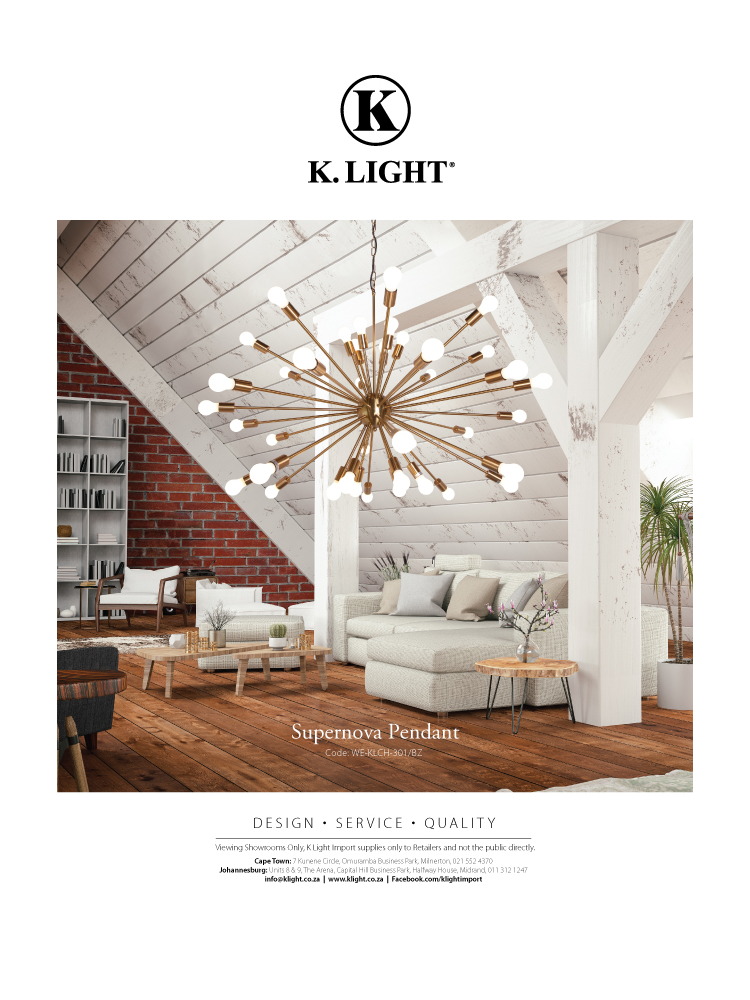 K
K. LIGHT®
Supernova Pendant
Code: WE-KLCH-301/BZ
DESIGN • SERVICE • QUALITY
Viewing Showrooms Only, K Light Import supplies only to Retailers and not the public directly.
Cape Town: 7 Kunene Circle, Omuramba Business Park, Milnerton, 021 552 4370
Johannesburg: Units 8 & 9, The Arena, Capital Hill Business Park, Halfway House, Midrand, 011 312 1247
info@klight.co.za | www.klight.co.za | Facebook.com/klightimport